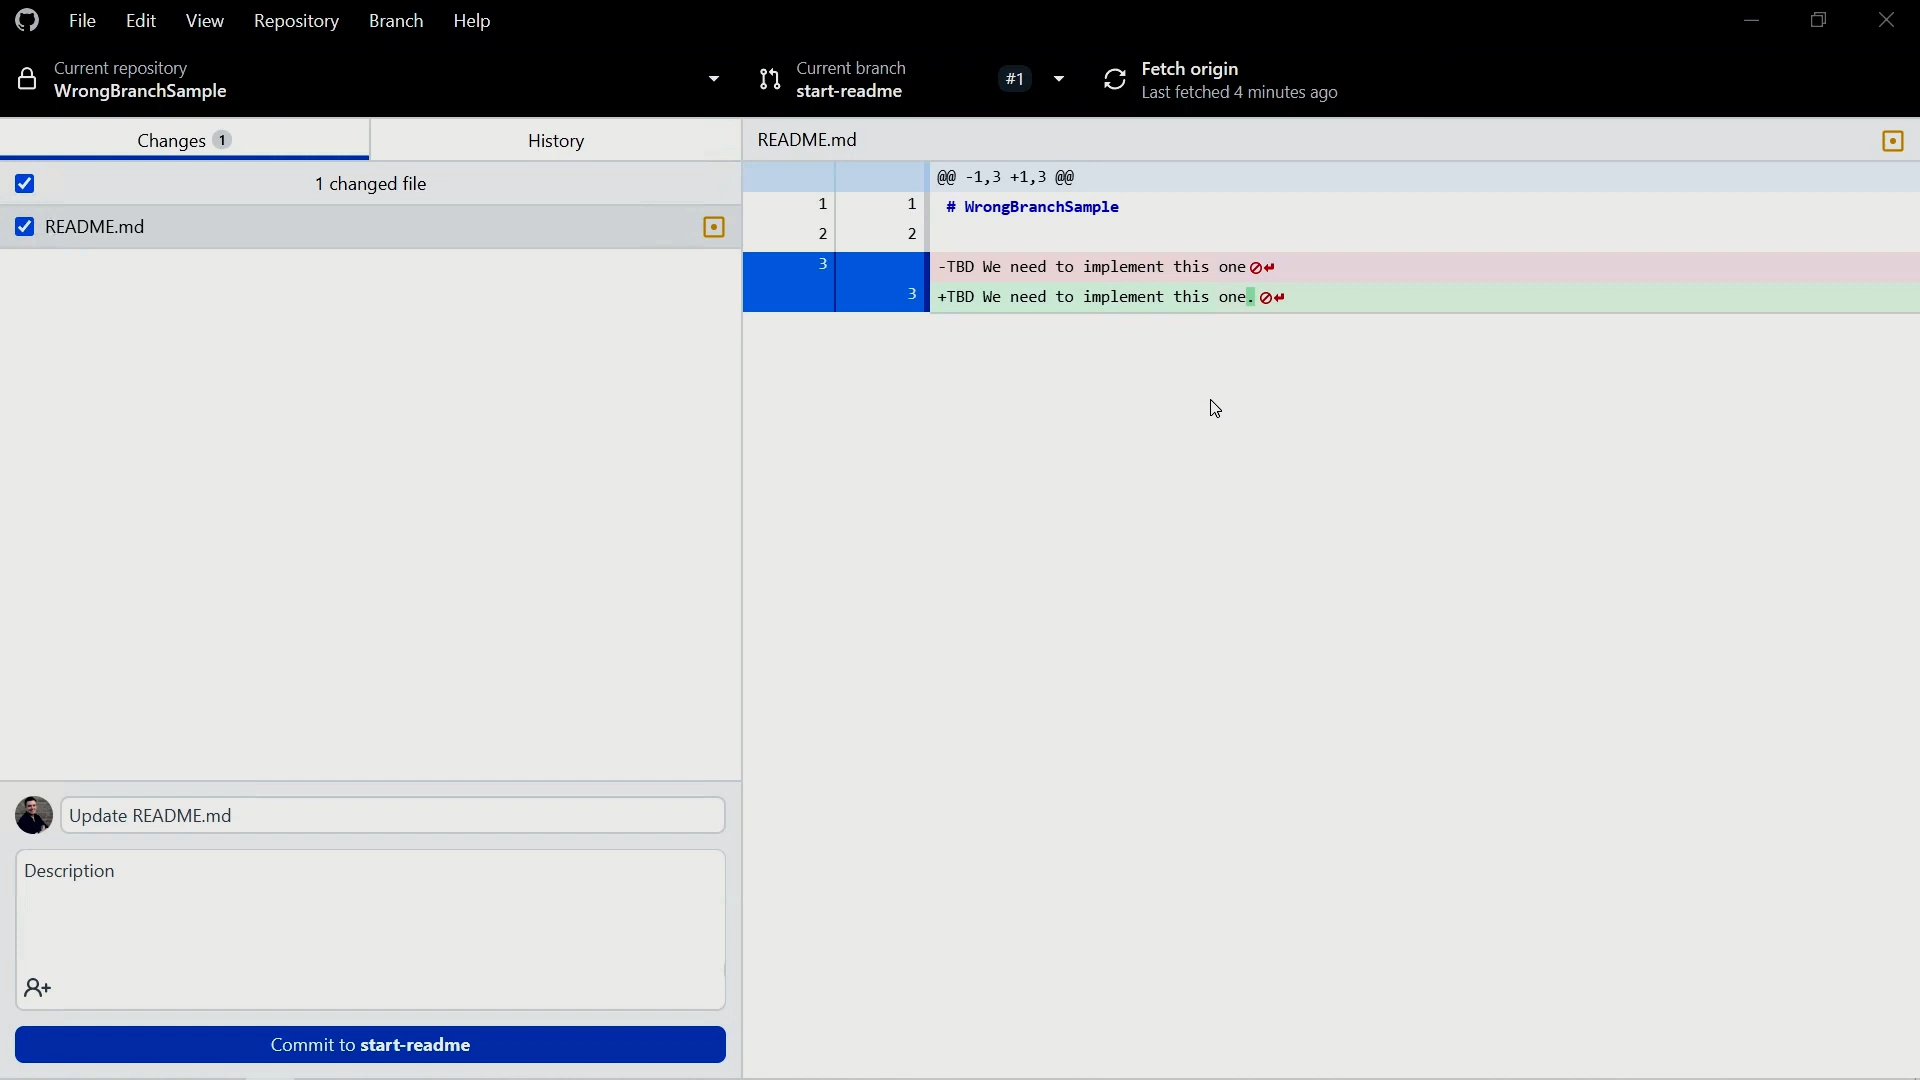 File Edit View Repository Branch Help
Current repository
WrongBranchSample
Current branch
start-readme
#1
Fetch origin
Last fetched 4 minutes ago
Changes 1
History
README.md
1 changed file
README.md
@@ -1,3 +1,3 @@
1 1 # WrongBranchSample
2 2
3 -TBD We need to implement this one
3 +TBD We need to implement this one.
Update README.md
Description
Commit to start-readme